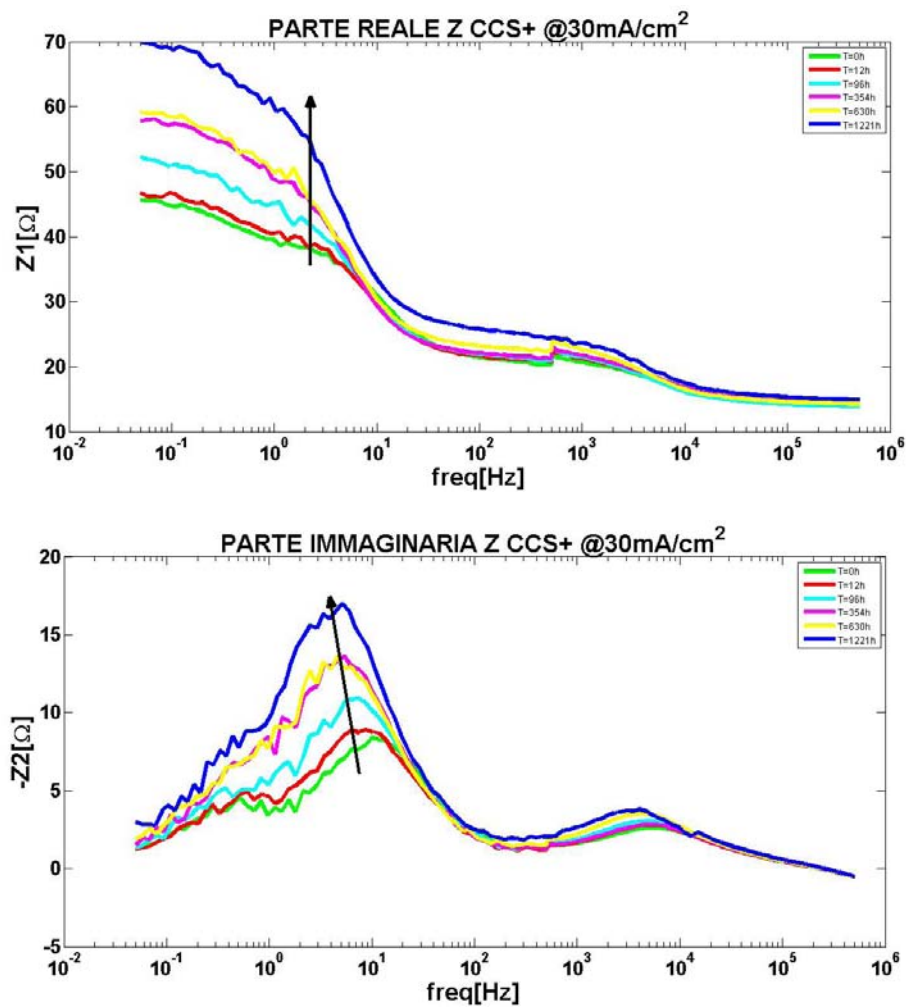 PARTE REALE Z CCS+ @30mA/cm²
70
60
50
40
30
20
10
Z1[Ω]
T=0h
T=12h
T=96h
T=354h
T=630h
T=1221h
10⁻² 10⁻¹ 10⁰ 10¹ 10² 10³ 10⁴ 10⁵ 10⁶
freq[Hz]
PARTE IMMAGINARIA Z CCS+ @30mA/cm²
20
15
10
5
0
-5
-Z2[Ω]
T=0h
T=12h
T=96h
T=354h
T=630h
T=1221h
10⁻² 10⁻¹ 10⁰ 10¹ 10² 10³ 10⁴ 10⁵ 10⁶
freq[Hz]